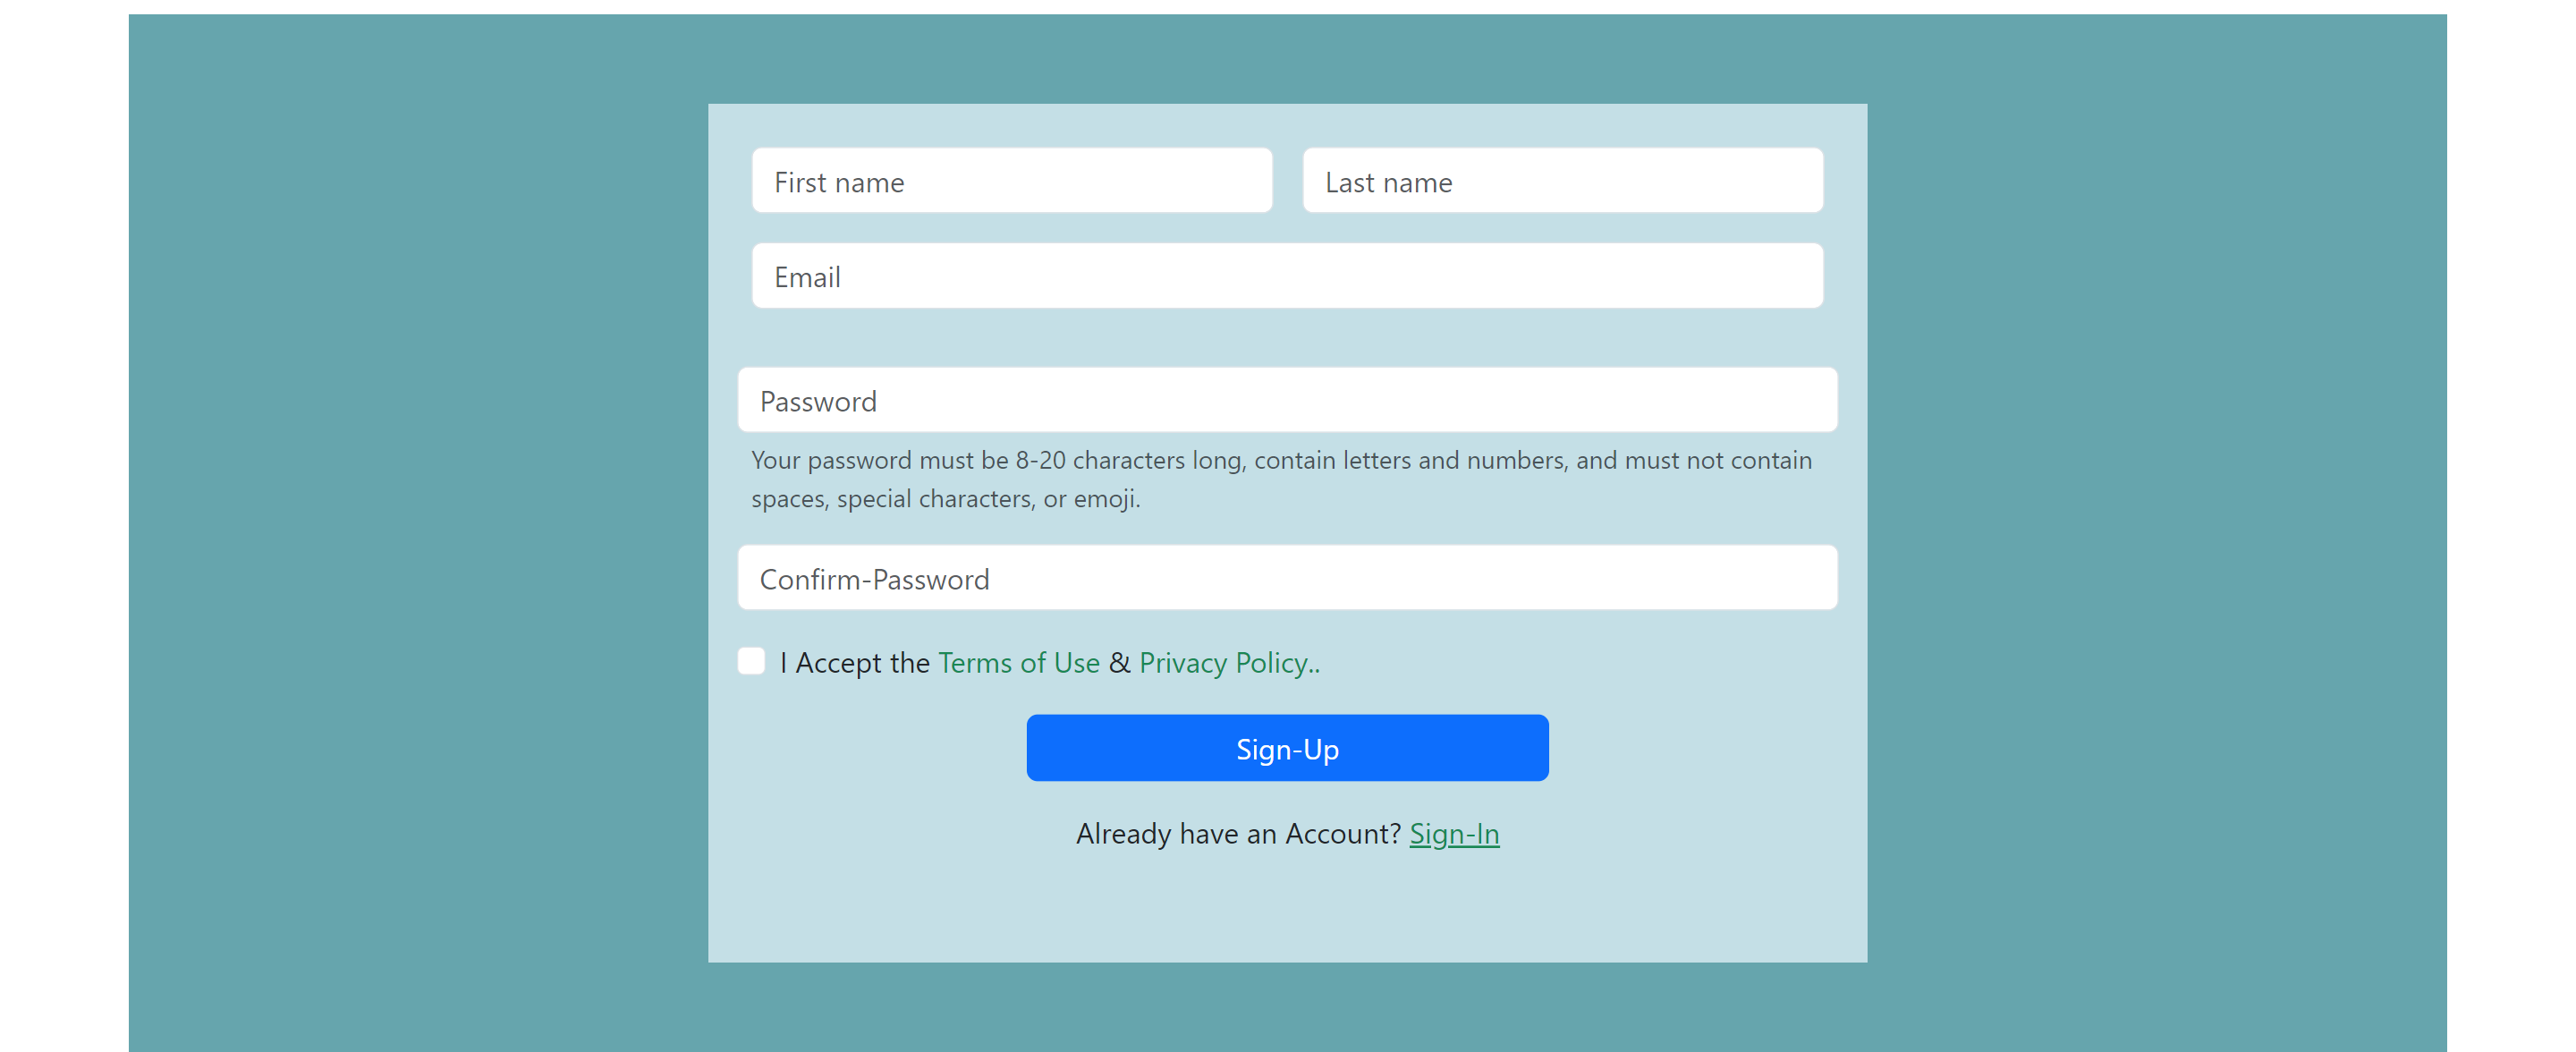 First name Last name
Email
Password
Your password must be 8-20 characters long, contain letters and numbers, and must not contain
spaces, special characters, or emoji.
Confirm-Password
I Accept the Terms of Use & Privacy Policy..
Sign-Up
Already have an Account? Sign-In